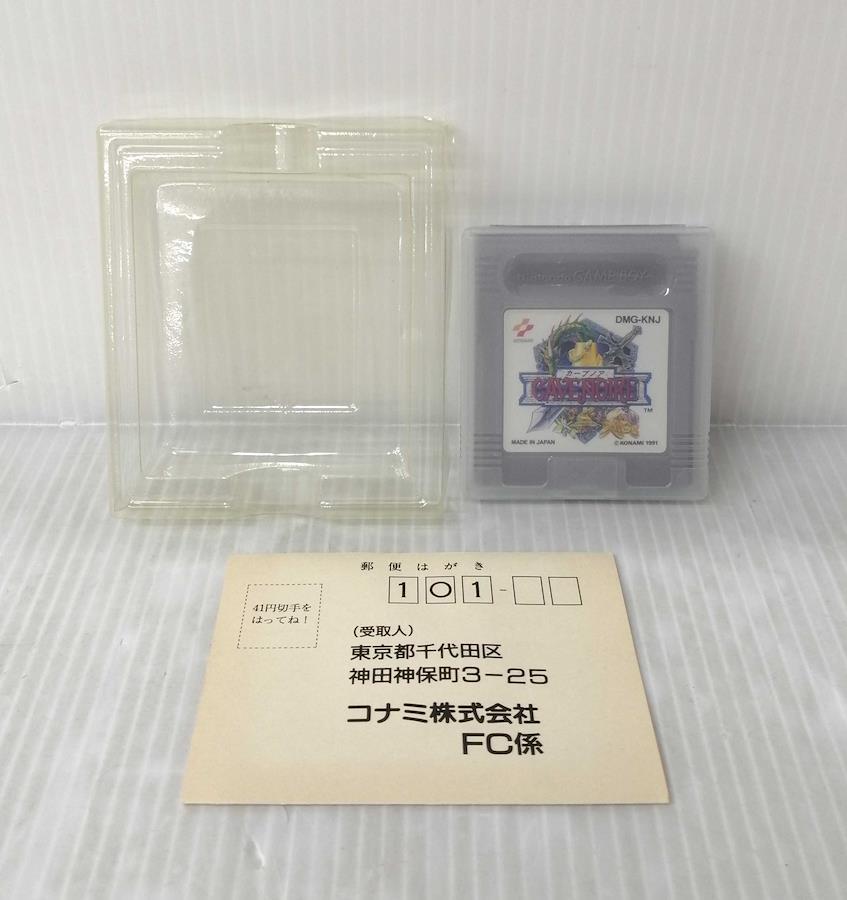 Nintendo GAME BOY
DMG-KNJ
KONAMI
カーブノア
CAVE NOIRE
TM
MADE IN JAPAN
© KONAMI 1991
郵便はがき
101-
41円切手を
はってね！
(受取人)
東京都千代田区
神田神保町3-25
コナミ株式会社
FC係